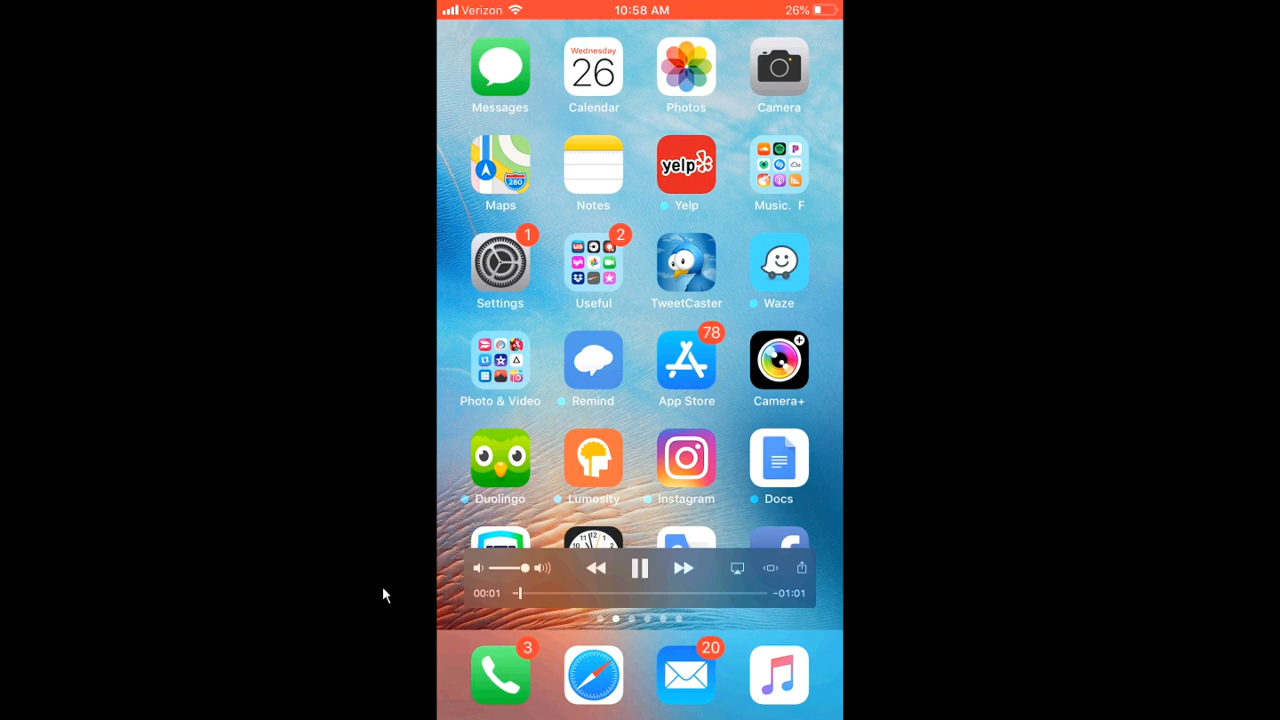 Verizon 10:58 AM 26%
Wednesday
26
Messages Calendar Photos Camera
280
yelp
Maps Notes Yelp Music. F
1 2
Settings Useful TweetCaster Waze
78
Photo & Video Remind App Store Camera+
Duolingo Lumosity Instagram Docs
00:01 -01:01
3 20